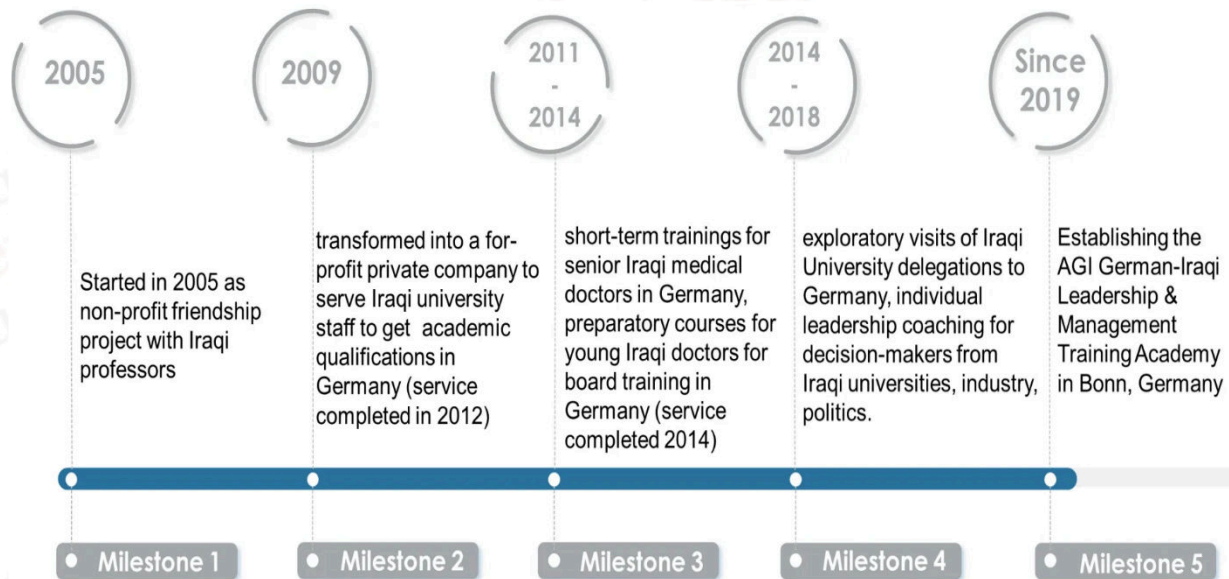 2005
2009
2011
-
2014
2014
-
2018
Since
2019
Started in 2005 as
non-profit friendship
project with Iraqi
professors
transformed into a for-
profit private company to
serve Iraqi university
staff to get academic
qualifications in
Germany (service
completed in 2012)
short-term trainings for
senior Iraqi medical
doctors in Germany,
preparatory courses for
young Iraqi doctors for
board training in
Germany (service
completed 2014)
exploratory visits of Iraqi
University delegations to
Germany, individual
leadership coaching for
decision-makers from
Iraqi universities, industry,
politics.
Establishing the
AGI German-Iraqi
Leadership &
Management
Training Academy
in Bonn, Germany
Milestone 1
Milestone 2
Milestone 3
Milestone 4
Milestone 5